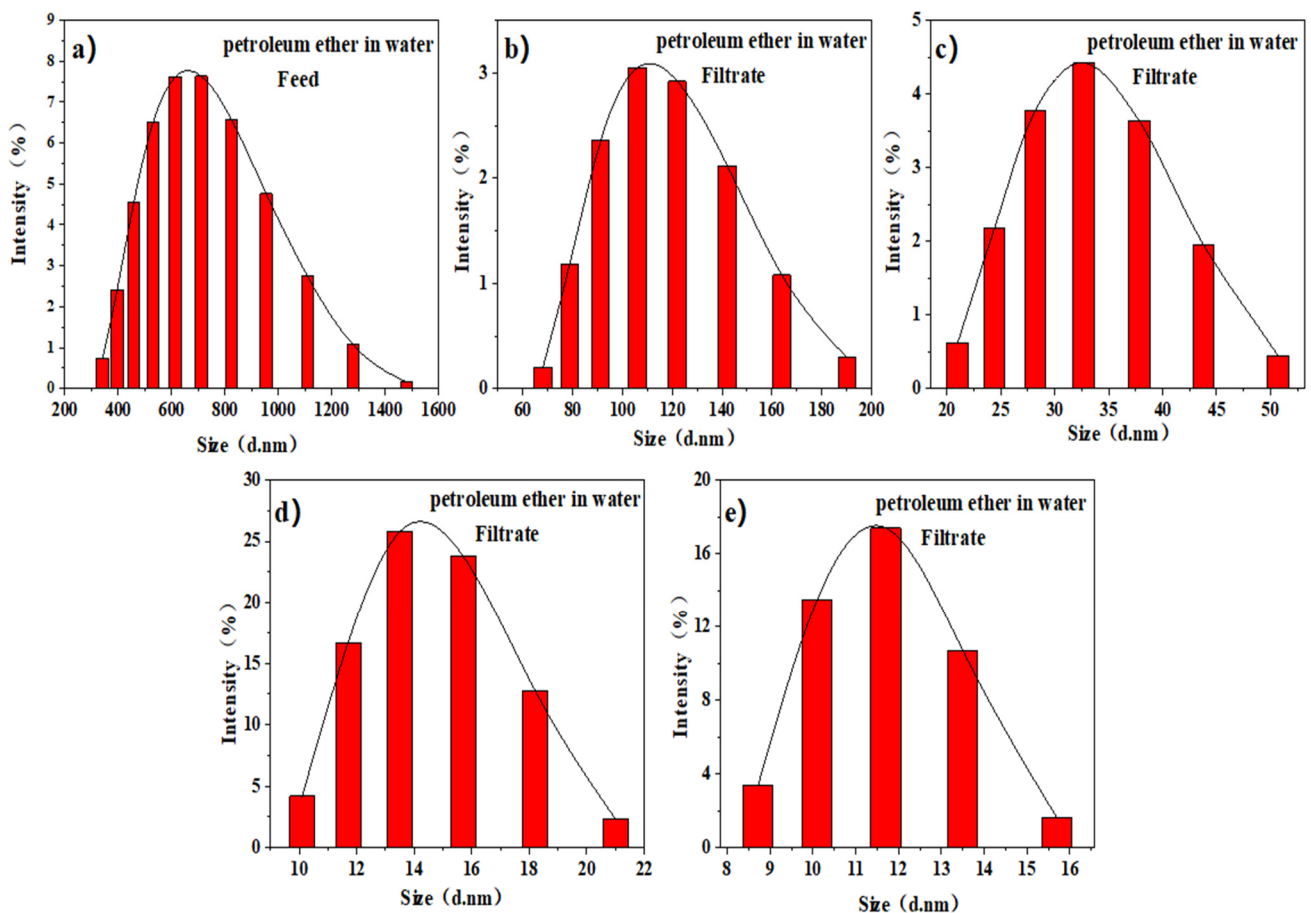 a)
petroleum ether in water
Feed
9
8
7
6
5
4
3
2
1
0
Intensity (%)
200 400 600 800 1000 1200 1400 1600
Size (d.nm)
b)
petroleum ether in water
Filtrate
3
2
1
0
Intensity (%)
60 80 100 120 140 160 180 200
Size (d.nm)
c)
petroleum ether in water
Filtrate
5
4
3
2
1
0
Intensity (%)
20 25 30 35 40 45 50
Size (d.nm)
d)
petroleum ether in water
Filtrate
30
25
20
15
10
5
0
Intensity (%)
10 12 14 16 18 20 22
Size (d.nm)
e)
petroleum ether in water
Filtrate
20
16
12
8
4
0
Intensity (%)
8 9 10 11 12 13 14 15 16
Size (d.nm)